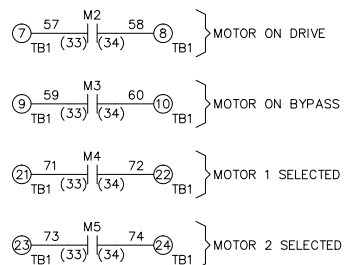 M2
7 57 58 8 MOTOR ON DRIVE
TB1 (33) (34) TB1
M3
9 59 60 10 MOTOR ON BYPASS
TB1 (33) (34) TB1
M4
21 71 72 22 MOTOR 1 SELECTED
TB1 (33) (34) TB1
M5
23 73 74 24 MOTOR 2 SELECTED
TB1 (33) (34) TB1